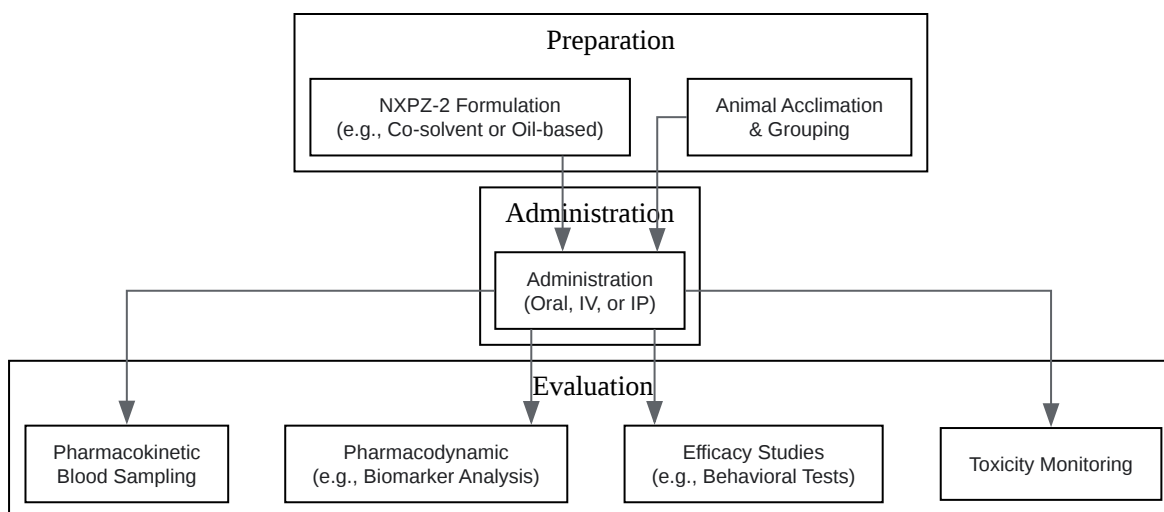 Preparation
NXPZ-2 Formulation
(e.g., Co-solvent or Oil-based)
Animal Acclimation
& Grouping
Administration
Administration
(Oral, IV, or IP)
Evaluation
Pharmacokinetic
Blood Sampling
Pharmacodynamic
(e.g., Biomarker Analysis)
Efficacy Studies
(e.g., Behavioral Tests)
Toxicity Monitoring